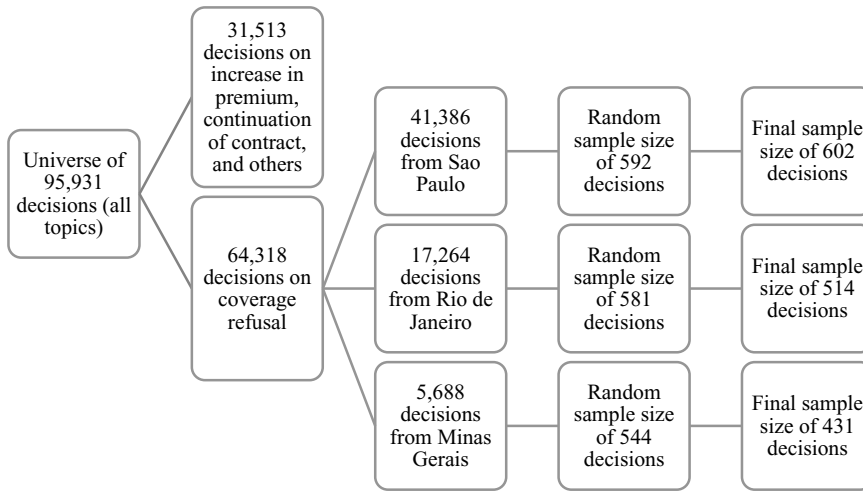 Universe of
95,931
decisions (all
topics)
31,513
decisions on
increase in
premium,
continuation
of contract,
and others
64,318
decisions on
coverage
refusal
41,386
decisions
from Sao
Paulo
Random
sample size
of 592
decisions
Final sample
size of 602
decisions
17,264
decisions
from Rio de
Janeiro
Random
sample size
of 581
decisions
Final sample
size of 514
decisions
5,688
decisions
from Minas
Gerais
Random
sample size
of 544
decisions
Final sample
size of 431
decisions